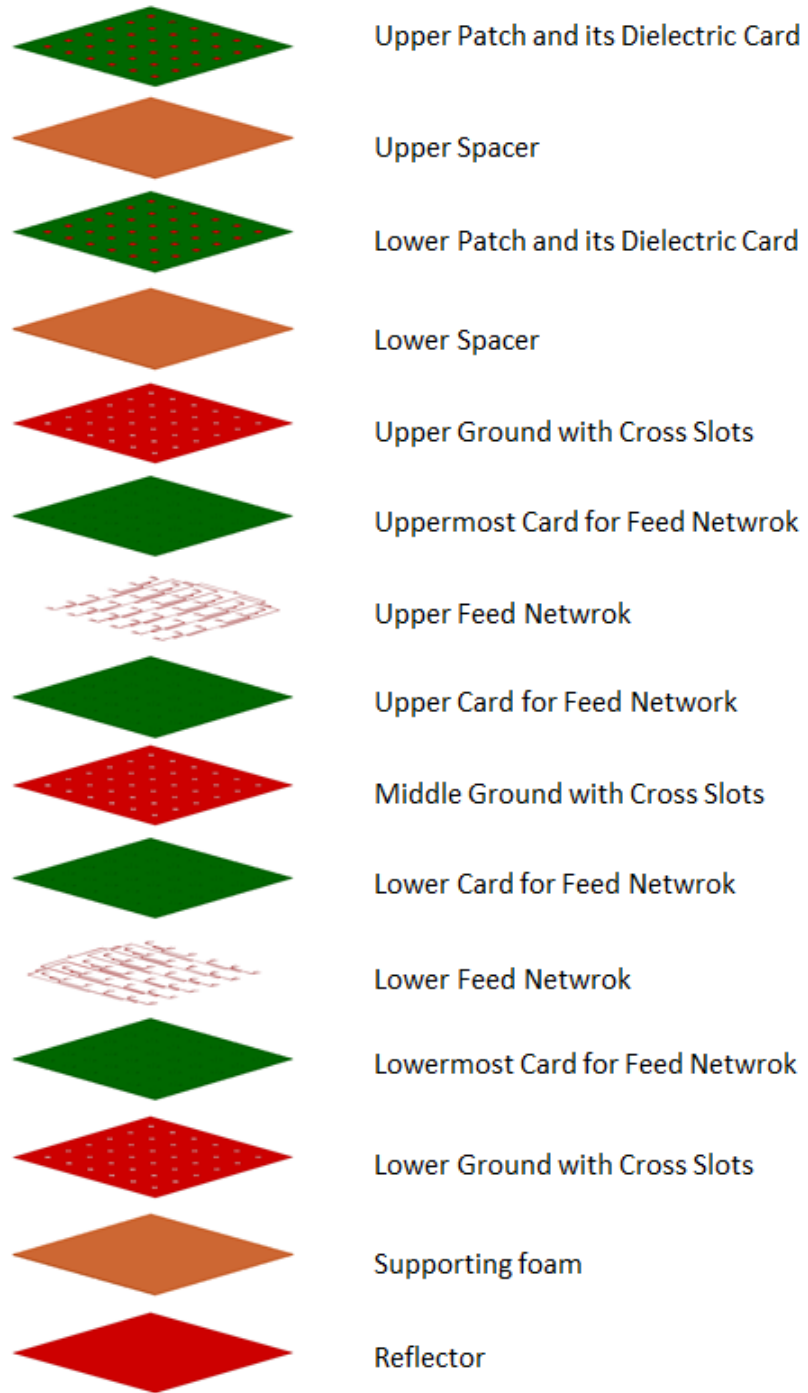 Upper Patch and its Dielectric Card
Upper Spacer
Lower Patch and its Dielectric Card
Lower Spacer
Upper Ground with Cross Slots
Uppermost Card for Feed Netwrok
Upper Feed Netwrok
Upper Card for Feed Network
Middle Ground with Cross Slots
Lower Card for Feed Netwrok
Lower Feed Netwrok
Lowermost Card for Feed Netwrok
Lower Ground with Cross Slots
Supporting foam
Reflector